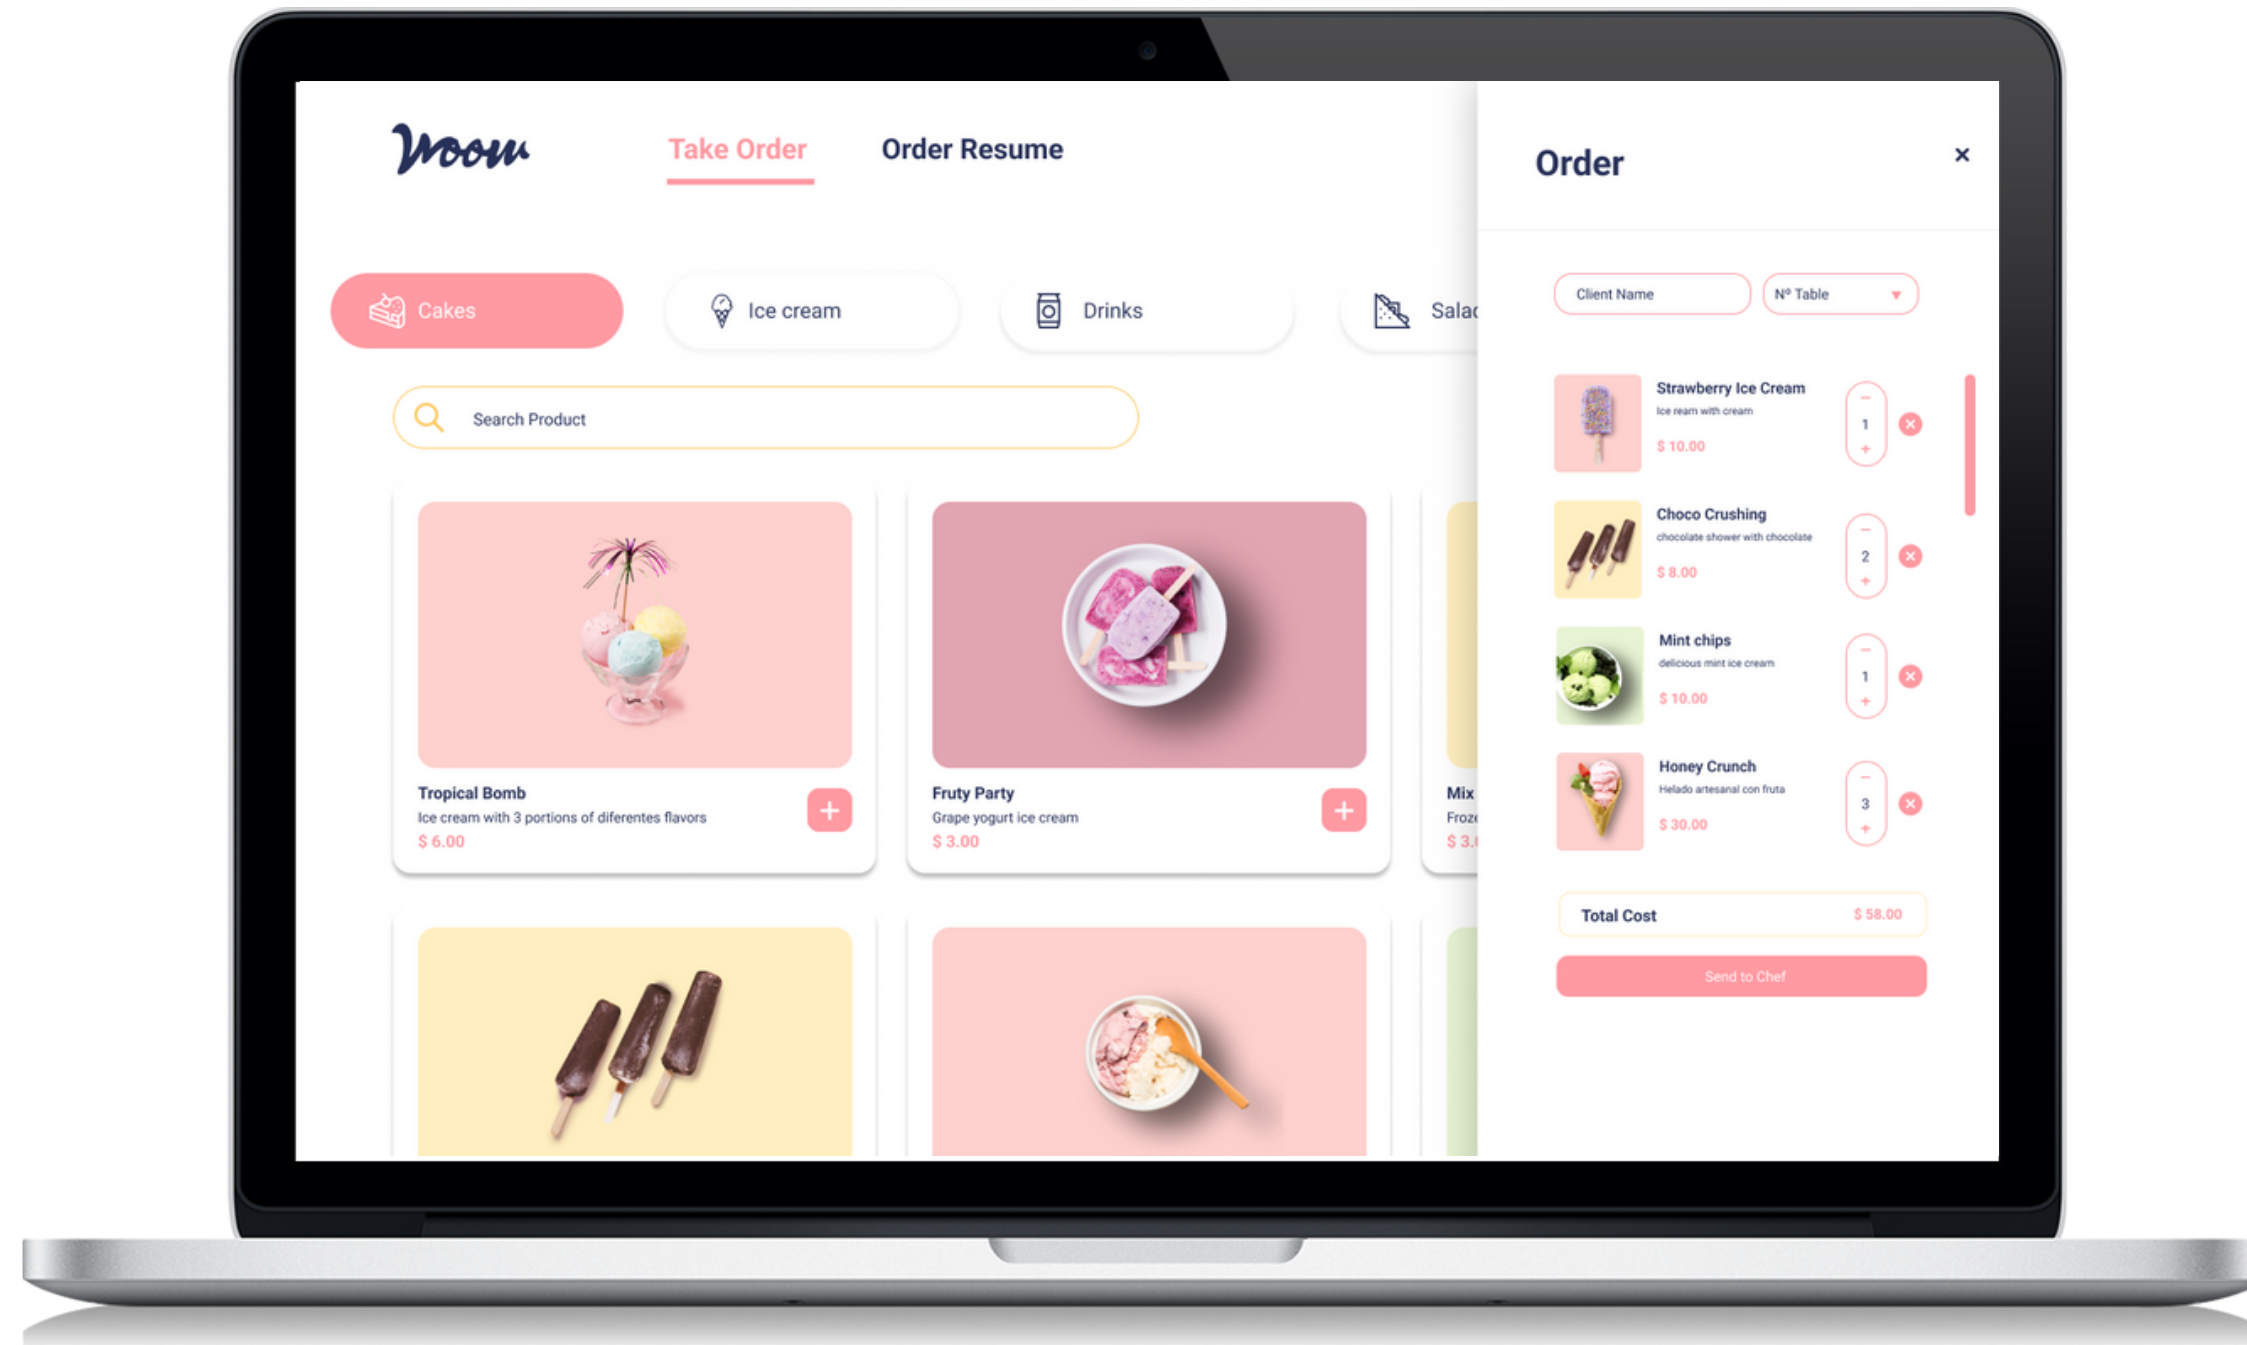 Woow
Take Order
Order Resume
Cakes
Ice cream
Drinks
Salad
Search Product
Tropical Bomb
Ice cream with 3 portions of diferentes flavors
$ 6.00
Fruty Party
Grape yogurt ice cream
$ 3.00
Mix
Froze
$ 3.0
Order
Client Name
Nº Table
Strawberry Ice Cream
Ice ream with cream
$ 10.00
1
Choco Crushing
chocolate shower with chocolate
$ 8.00
2
Mint chips
delicious mint ice cream
$ 10.00
1
Honey Crunch
Helado artesanal con fruta
$ 30.00
3
Total Cost
$ 58.00
Send to Chef